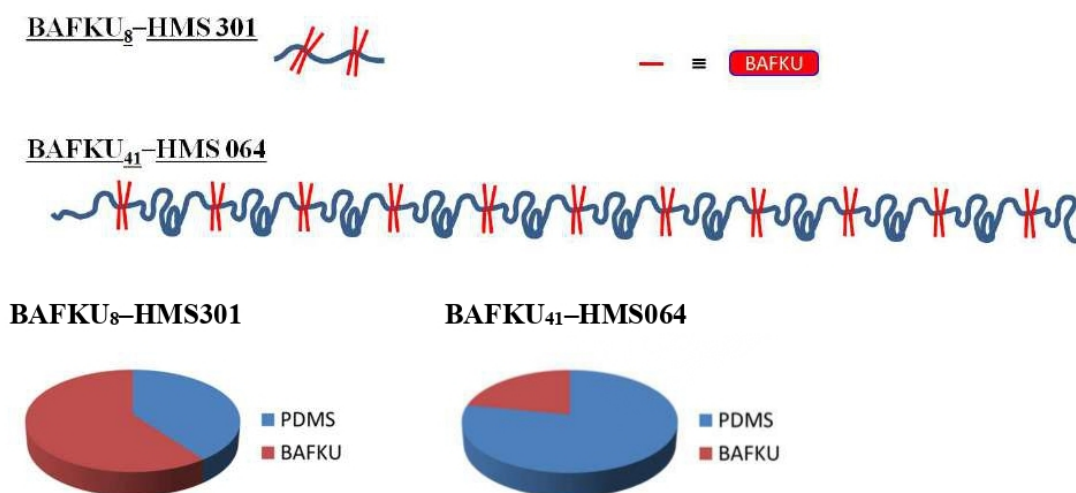 BAFKU₈–HMS 301
≡ BAFKU
BAFKU₄₁–HMS 064
BAFKU₈–HMS301
BAFKU₄₁–HMS064
PDMS
BAFKU
PDMS
BAFKU